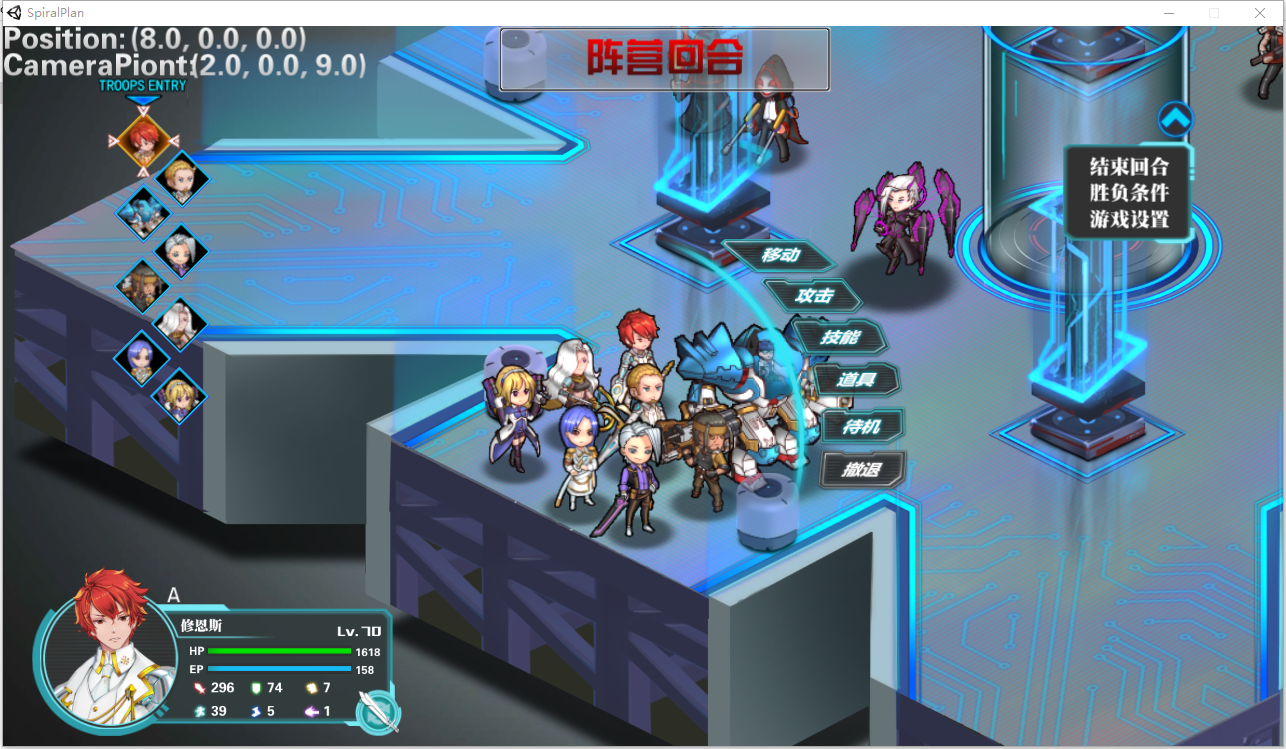 SpiralPlan
Position:(8.0, 0.0, 0.0)
CameraPiont:(2.0, 0.0, 9.0)
TROOPS ENTRY
阵营回合
结束回合
胜负条件
游戏设置
移动
攻击
技能
道具
待机
撤退
A
修恩斯
Lv.70
HP 1618
EP 158
296 74 7
39 5 1